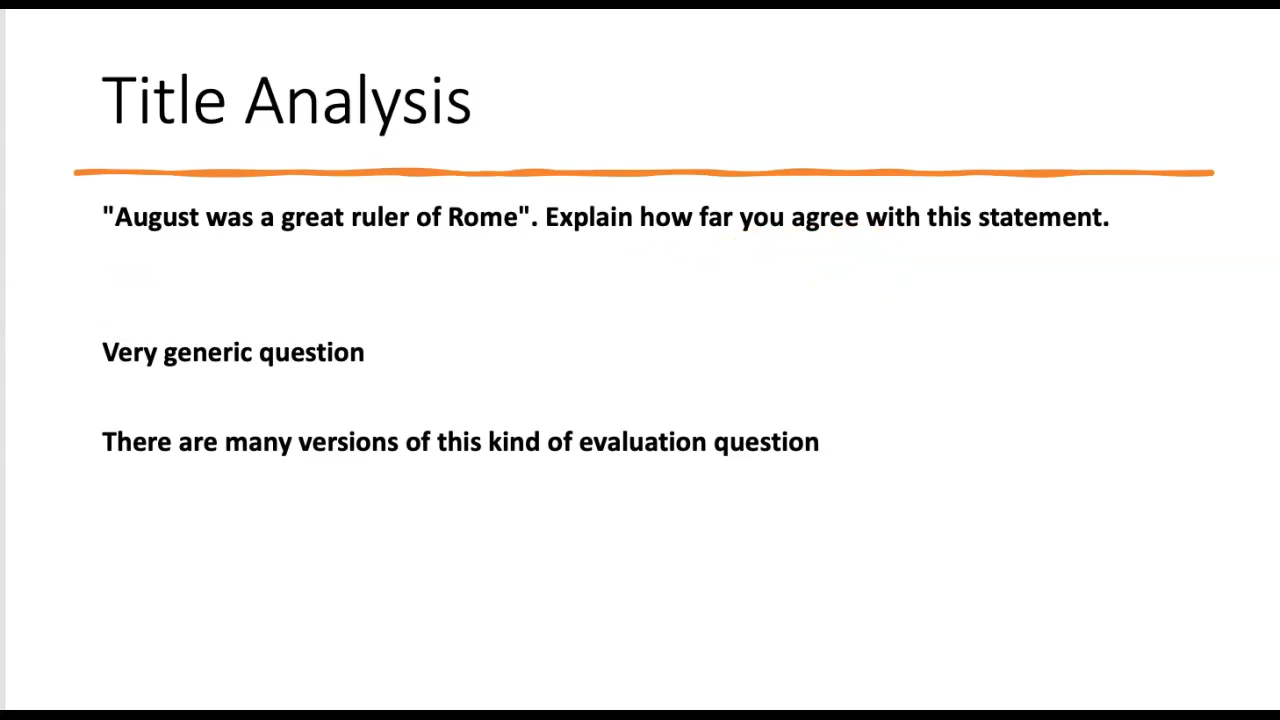 Title Analysis
"August was a great ruler of Rome". Explain how far you agree with this statement.
Very generic question
There are many versions of this kind of evaluation question